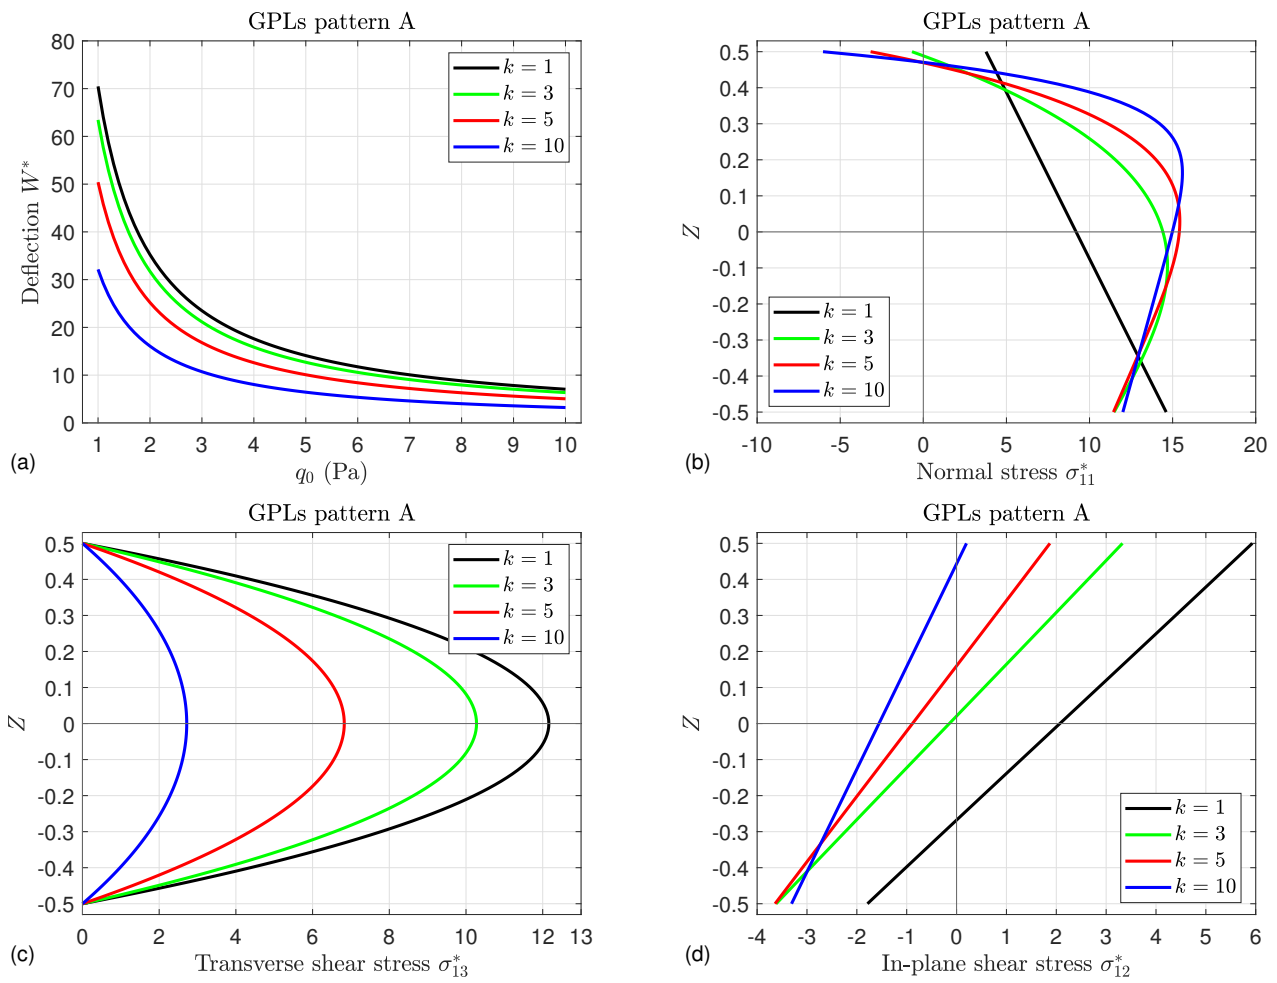 GPLs pattern A
80
70
60
50
40
30
20
10
0
Deflection W*
k = 1
k = 3
k = 5
k = 10
1 2 3 4 5 6 7 8 9 10
(a)
q₀ (Pa)
GPLs pattern A
0.5
0.4
0.3
0.2
0.1
0
-0.1
-0.2
-0.3
-0.4
-0.5
Z
k = 1
k = 3
k = 5
k = 10
-10 -5 0 5 10 15 20
(b)
Normal stress σ*₁₁
GPLs pattern A
0.5
0.4
0.3
0.2
0.1
0
-0.1
-0.2
-0.3
-0.4
-0.5
Z
k = 1
k = 3
k = 5
k = 10
0 2 4 6 8 10 12 13
(c)
Transverse shear stress σ*₁₃
GPLs pattern A
0.5
0.4
0.3
0.2
0.1
0
-0.1
-0.2
-0.3
-0.4
-0.5
Z
k = 1
k = 3
k = 5
k = 10
-4 -3 -2 -1 0 1 2 3 4 5 6
(d)
In-plane shear stress σ*₁₂